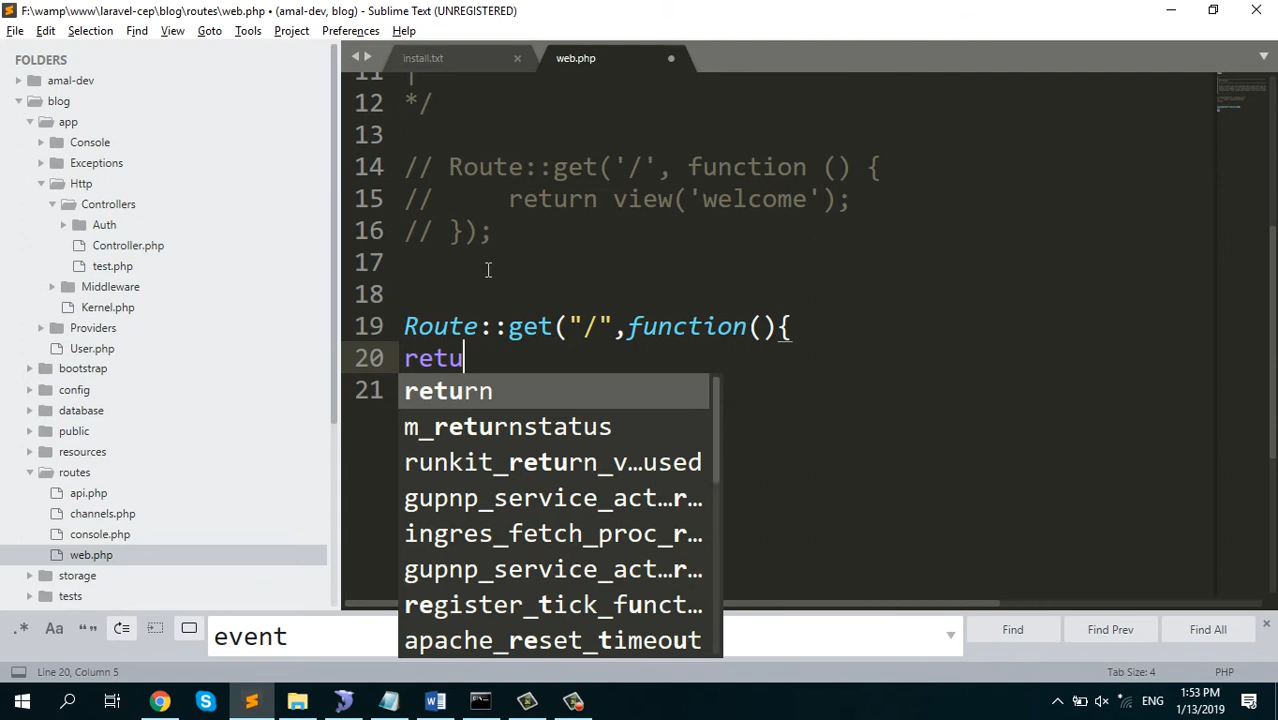 F:\wamp\www\laravel-cep\blog\routes\web.php • (amal-dev, blog) - Sublime Text (UNREGISTERED)
File Edit Selection Find View Goto Tools Project Preferences Help
FOLDERS
amal-dev
blog
app
Console
Exceptions
Http
Controllers
Auth
Controller.php
test.php
Middleware
Kernel.php
Providers
User.php
bootstrap
config
database
public
resources
routes
api.php
channels.php
console.php
web.php
storage
tests
install.txt
web.php
11 |
12 */
13
14 // Route::get('/', function () {
15 //     return view('welcome');
16 // });
17
18
19 Route::get("/",function(){
20 retu
21
return
m_returnstatus
runkit_return_v…used
gupnp_service_act…r…
ingres_fetch_proc_r…
gupnp_service_act…r…
register_tick_funct…
apache_reset_timeout
.* Aa “” event Find Find Prev Find All
Line 20, Column 5 Tab Size: 4 PHP
ENG 1:53 PM
1/13/2019